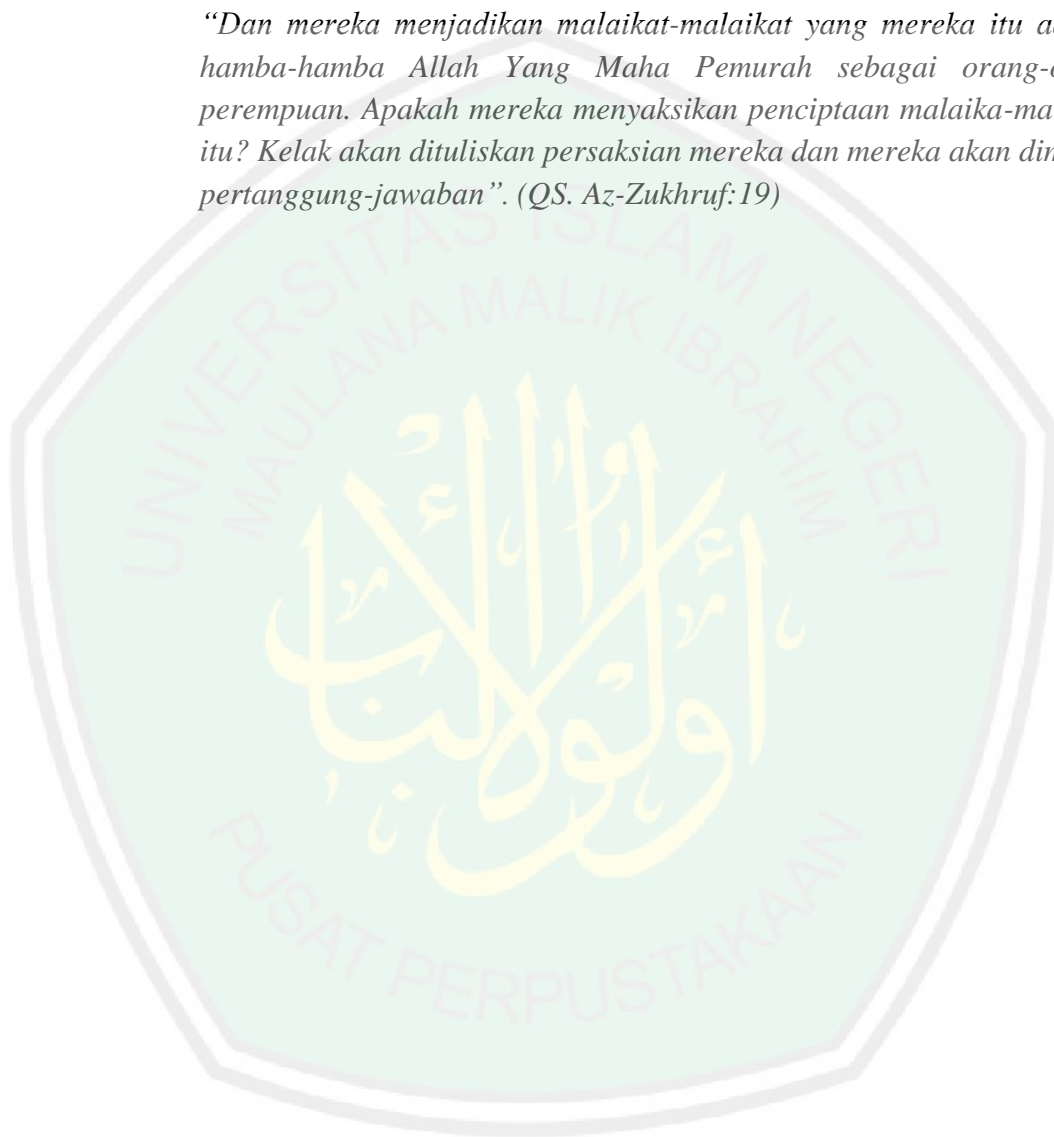 “Dan mereka menjadikan malaikat-malaikat yang mereka itu
hamba-hamba Allah Yang Maha Pemurah sebagai
perempuan. Apakah mereka menyaksikan penciptaan
itu? Kelak akan dituliskan persaksian mereka dan mereka akan
pertanggung-jawaban”. (QS. Az-Zukhruf:19)
UNIVERSITAS ISLAM NEGERI
MAULANA MALIK IBRAHIM
أولو الألباب
PUSAT PERPUSTAKAAN